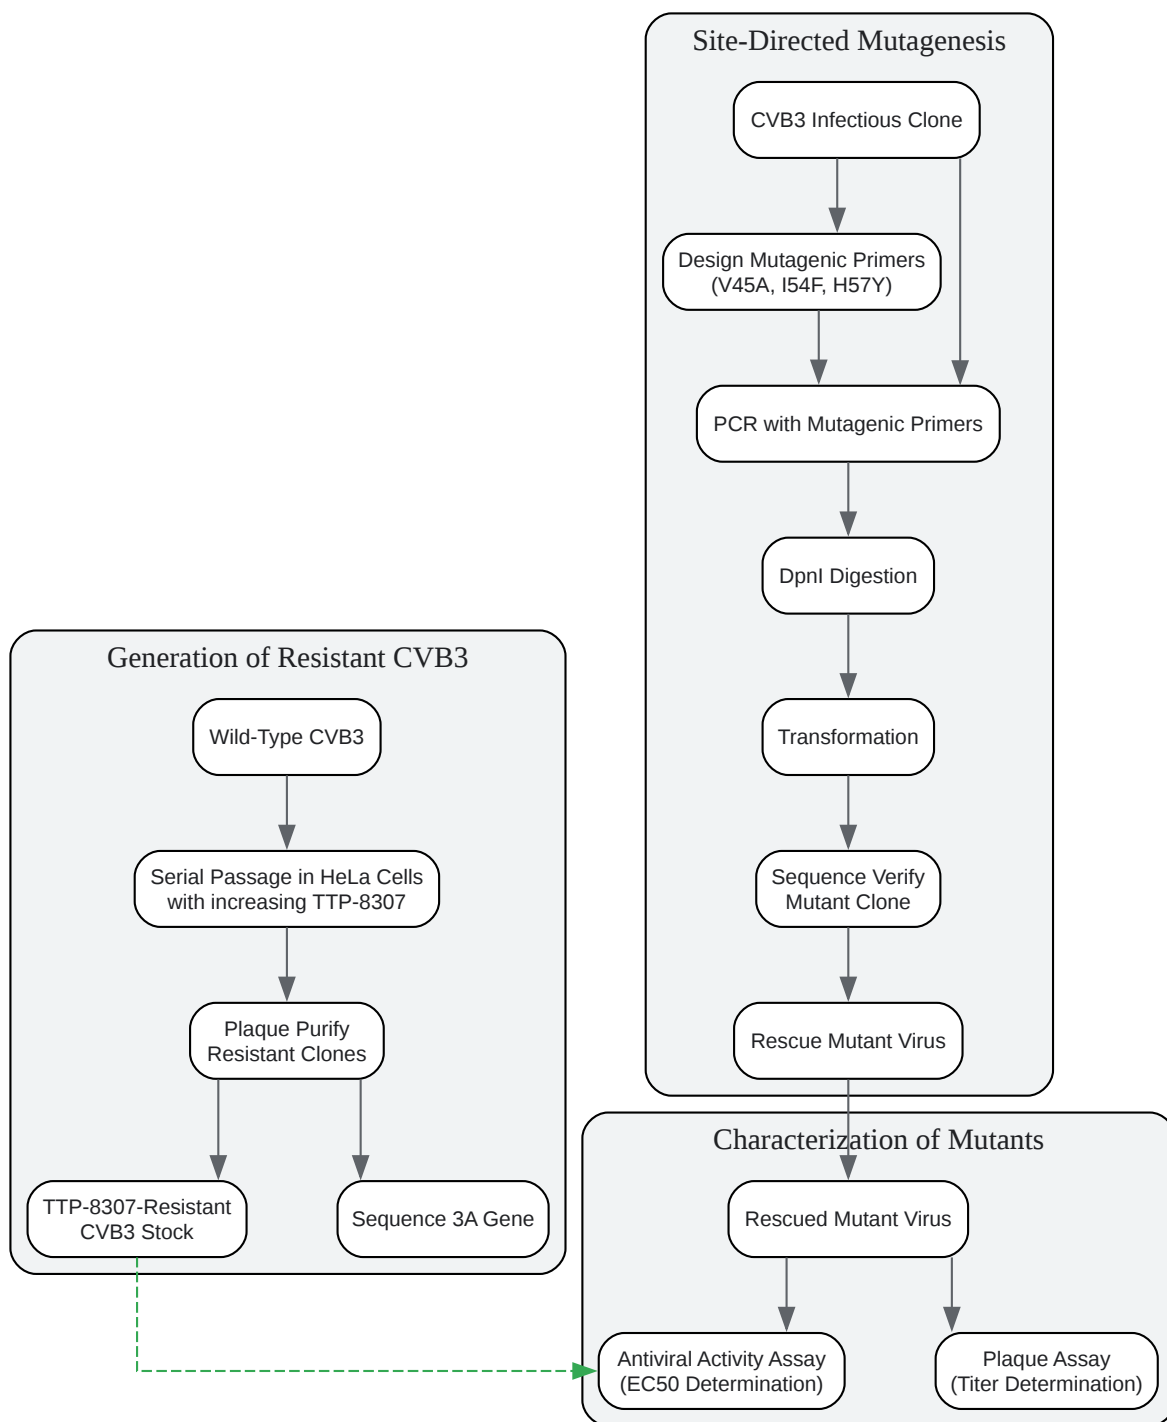 Site-Directed Mutagenesis
CVB3 Infectious Clone
Design Mutagenic Primers
(V45A, I54F, H57Y)
PCR with Mutagenic Primers
DpnI Digestion
Transformation
Sequence Verify
Mutant Clone
Rescue Mutant Virus
Generation of Resistant CVB3
Wild-Type CVB3
Serial Passage in HeLa Cells
with increasing TTP-8307
Plaque Purify
Resistant Clones
TTP-8307-Resistant
CVB3 Stock
Sequence 3A Gene
Characterization of Mutants
Rescued Mutant Virus
Antiviral Activity Assay
(EC50 Determination)
Plaque Assay
(Titer Determination)